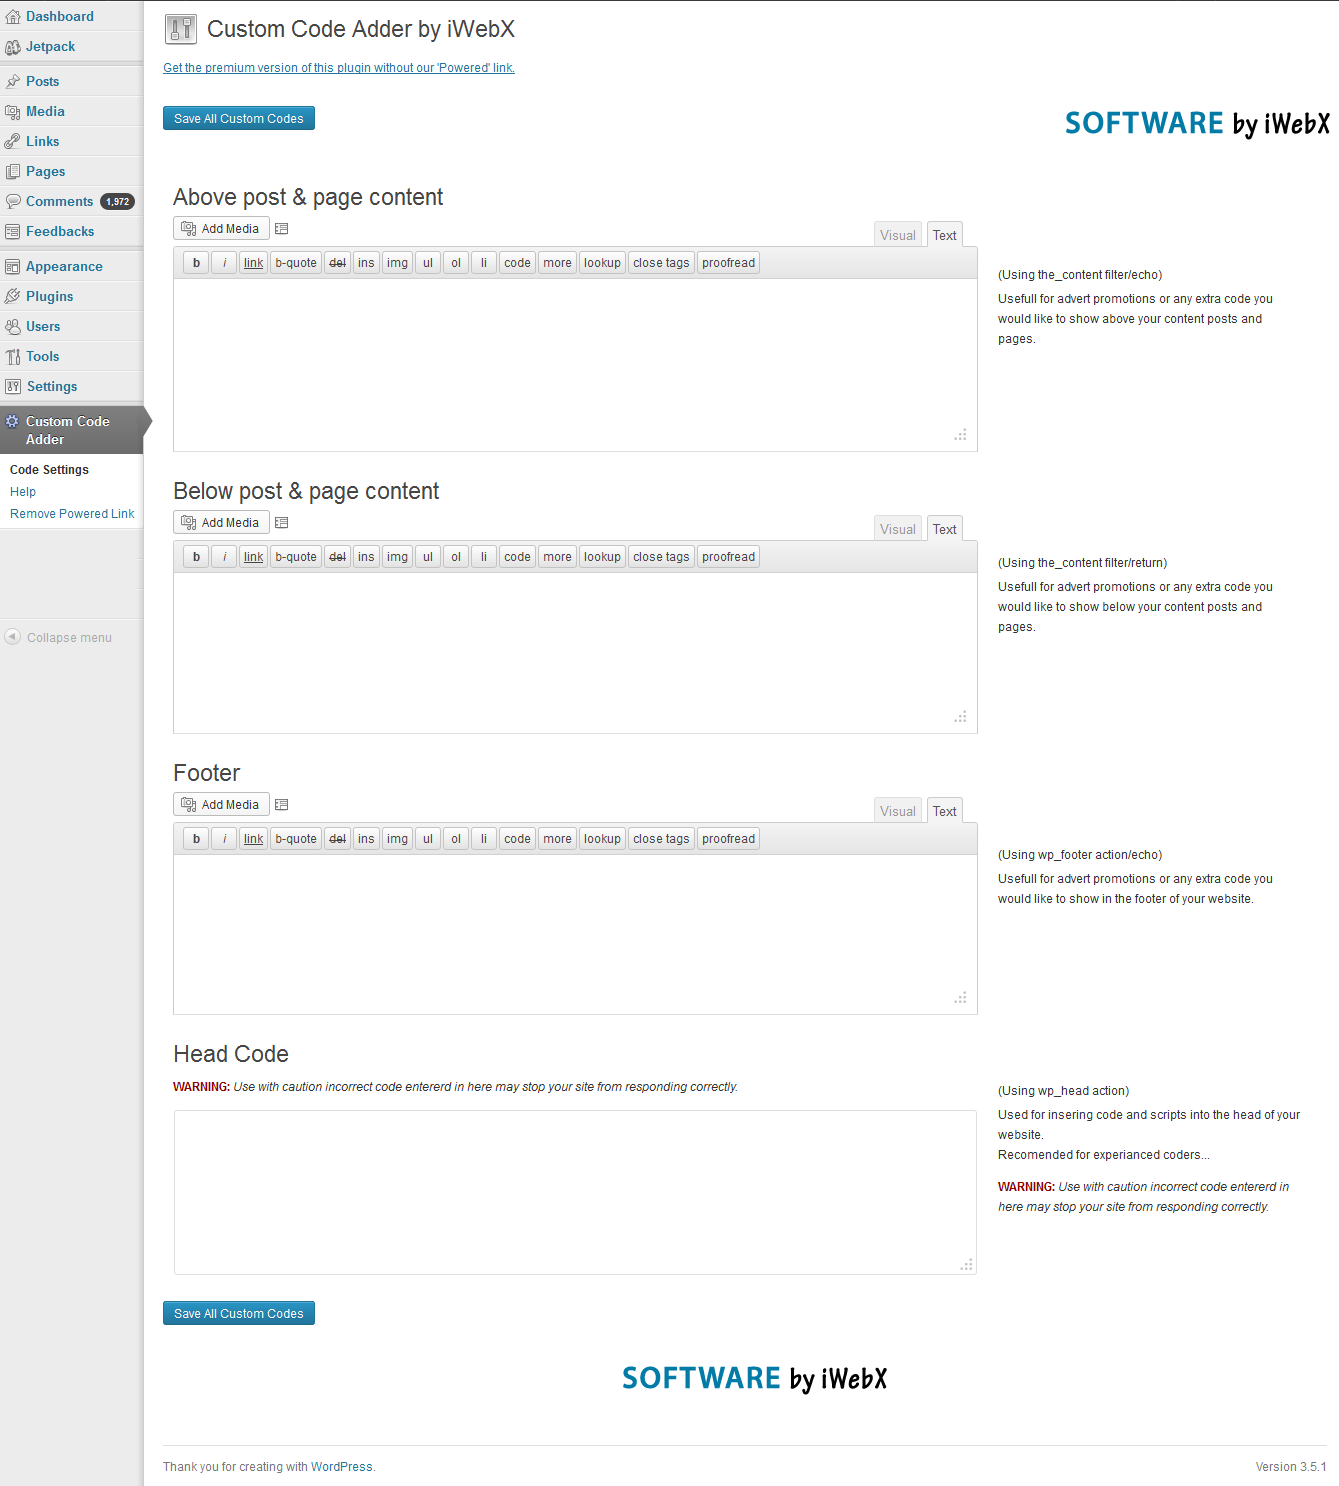 Dashboard
Jetpack
Posts
Media
Links
Pages
Comments 1,972
Feedbacks
Appearance
Plugins
Users
Tools
Settings
Custom Code
Adder
Code Settings
Help
Remove Powered Link
Collapse menu
Custom Code Adder by iWebX
Get the premium version of this plugin without our 'Powered' link.
Save All Custom Codes
SOFTWARE by iWebX
Above post & page content
Add Media
Visual Text
b i link b-quote del ins img ul ol li code more lookup close tags proofread
(Using the_content filter/echo)
Usefull for advert promotions or any extra code you
would like to show above your content posts and
pages.
Below post & page content
Add Media
Visual Text
b i link b-quote del ins img ul ol li code more lookup close tags proofread
(Using the_content filter/return)
Usefull for advert promotions or any extra code you
would like to show below your content posts and
pages.
Footer
Add Media
Visual Text
b i link b-quote del ins img ul ol li code more lookup close tags proofread
(Using wp_footer action/echo)
Usefull for advert promotions or any extra code you
would like to show in the footer of your website.
Head Code
WARNING: Use with caution incorrect code entererd in here may stop your site from responding correctly.
(Using wp_head action)
Used for insering code and scripts into the head of your
website.
Recomended for experianced coders...
WARNING: Use with caution incorrect code entererd in
here may stop your site from responding correctly.
Save All Custom Codes
SOFTWARE by iWebX
Thank you for creating with WordPress.
Version 3.5.1